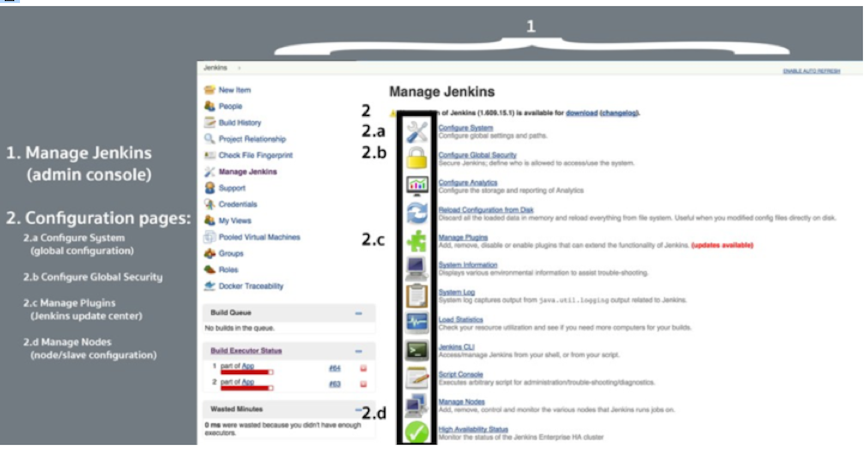 1
Jenkins
ENABLE AUTO REFRESH
1. Manage Jenkins
(admin console)
2. Configuration pages:
2.a Configure System
(global configuration)
2.b Configure Global Security
2.c Manage Plugins
(Jenkins update center)
2.d Manage Nodes
(node/slave configuration)
New Item
People
Build History
Project Relationship
Check File Fingerprint
Manage Jenkins
Support
Credentials
My Views
Pooled Virtual Machines
Groups
Roles
Docker Traceability
Build Queue
No builds in the queue.
Build Executor Status
1 part of App #64
2 part of App #63
Wasted Minutes
0 ms were wasted because you didn't have enough
executors.
2
2.a
2.b
2.c
2.d
Manage Jenkins
of Jenkins (1.609.15.1) is available for download (changelog).
Configure System
Configure global settings and paths.
Configure Global Security
Secure Jenkins; define who is allowed to access/use the system.
Configure Analytics
Configure the storage and reporting of Analytics
Reload Configuration from Disk
Discard all the loaded data in memory and reload everything from file system. Useful when you modified config files directly on disk.
Manage Plugins
Add, remove, disable or enable plugins that can extend the functionality of Jenkins. (updates available)
System Information
Displays various environmental information to assist trouble-shooting.
System Log
System log captures output from java.util.logging output related to Jenkins.
Load Statistics
Check your resource utilization and see if you need more computers for your builds.
Jenkins CLI
Access/manage Jenkins from your shell, or from your script.
Script Console
Executes arbitrary script for administration/trouble-shooting/diagnostics.
Manage Nodes
Add, remove, control and monitor the various nodes that Jenkins runs jobs on.
High Availability Status
Monitor the status of the Jenkins Enterprise HA cluster